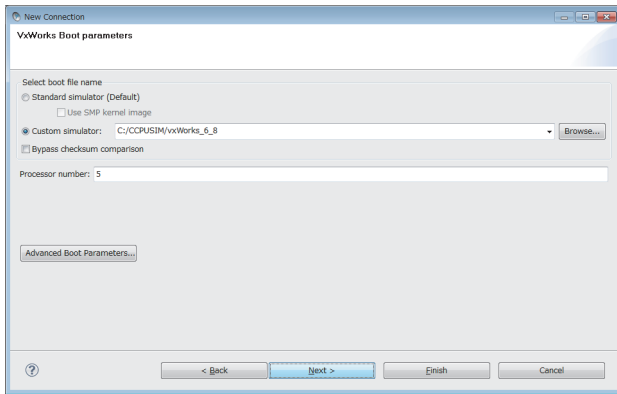 New Connection
VxWorks Boot parameters
Select boot file name
Standard simulator (Default)
Use SMP kernel image
Custom simulator: C:/CCPUSIM/vxWorks_6_8 Browse...
Bypass checksum comparison
Processor number: 5
Advanced Boot Parameters...
? < Back Next > Finish Cancel